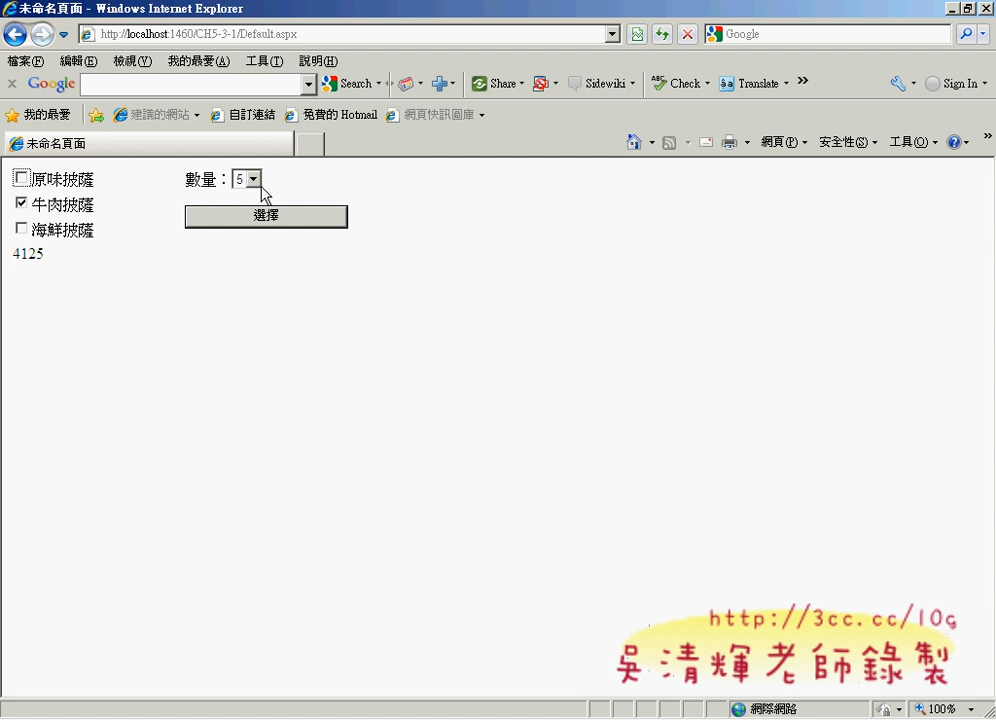 未命名頁面 - Windows Internet Explorer
http://localhost:1460/CH5-3-1/Default.aspx
Google
檔案(F) 編輯(E) 檢視(V) 我的最愛(A) 工具(T) 說明(H)
x Google Search Share Sidewiki Check Translate Sign In
我的最愛 建議的網站 自訂連結 免費的 Hotmail 網頁快訊圖庫
未命名頁面 網頁(P) 安全性(S) 工具(O)
原味披薩 數量：5
牛肉披薩 選擇
海鮮披薩
4125
http://3cc.cc/10g
吳清輝老師錄製
網際網路 100%